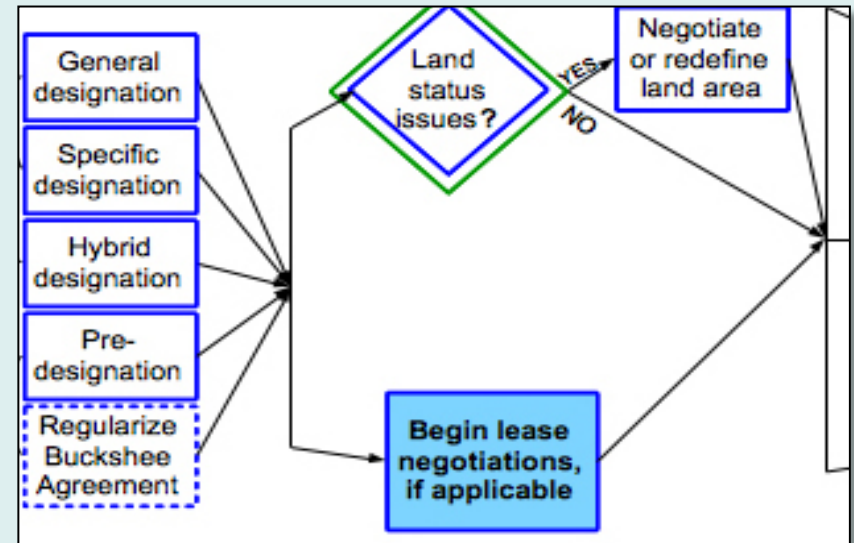 General
designation
Specific
designation
Hybrid
designation
Pre-
designation
Regularize
Buckshee
Agreement
Land
status
issues?
YES
NO
Negotiate
or redefine
land area
Begin lease
negotiations,
if applicable